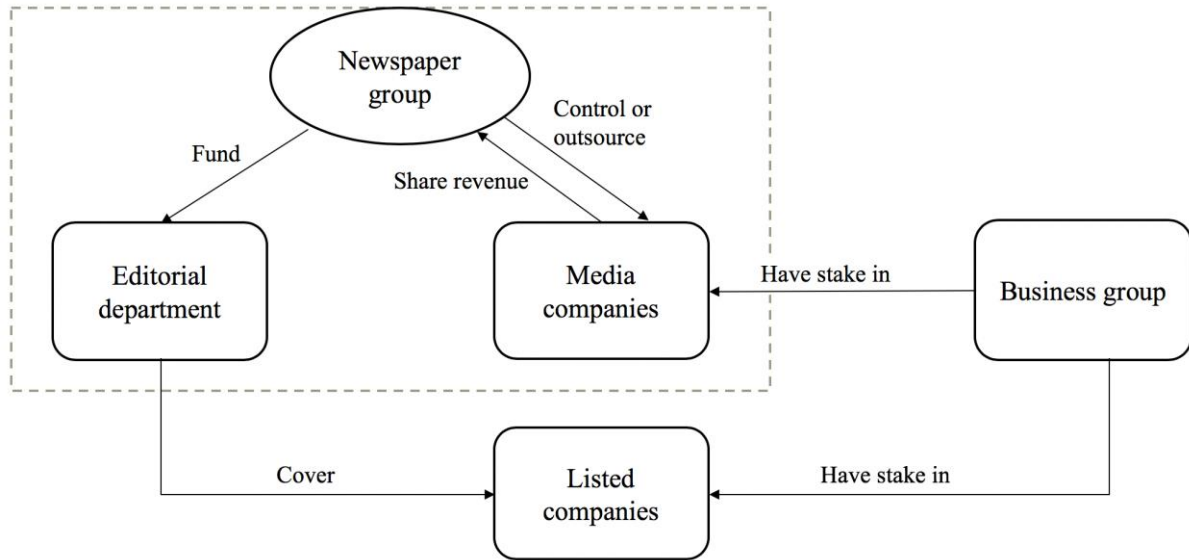 Newspaper
group
Control or
outsource
Fund
Share revenue
Editorial
department
Media
companies
Have stake in
Business group
Cover
Listed
companies
Have stake in